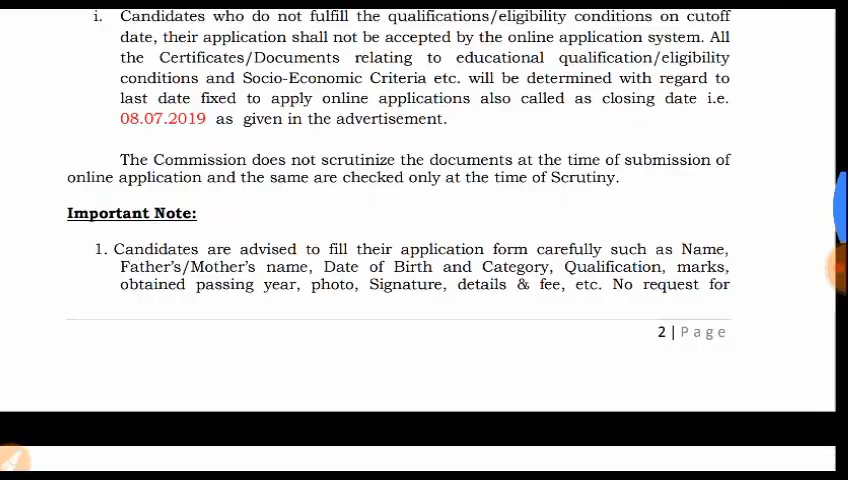 i. Candidates who do not fulfill the qualifications/eligibility conditions on cutoff
date, their application shall not be accepted by the online application system. All
the Certificates/Documents relating to educational qualification/eligibility
conditions and Socio-Economic Criteria etc. will be determined with regard to
last date fixed to apply online applications also called as closing date i.e.
08.07.2019 as given in the advertisement.
The Commission does not scrutinize the documents at the time of submission of
online application and the same are checked only at the time of Scrutiny.
Important Note:
1. Candidates are advised to fill their application form carefully such as Name,
Father's/Mother's name, Date of Birth and Category, Qualification, marks,
obtained passing year, photo, Signature, details & fee, etc. No request for
2 | Page